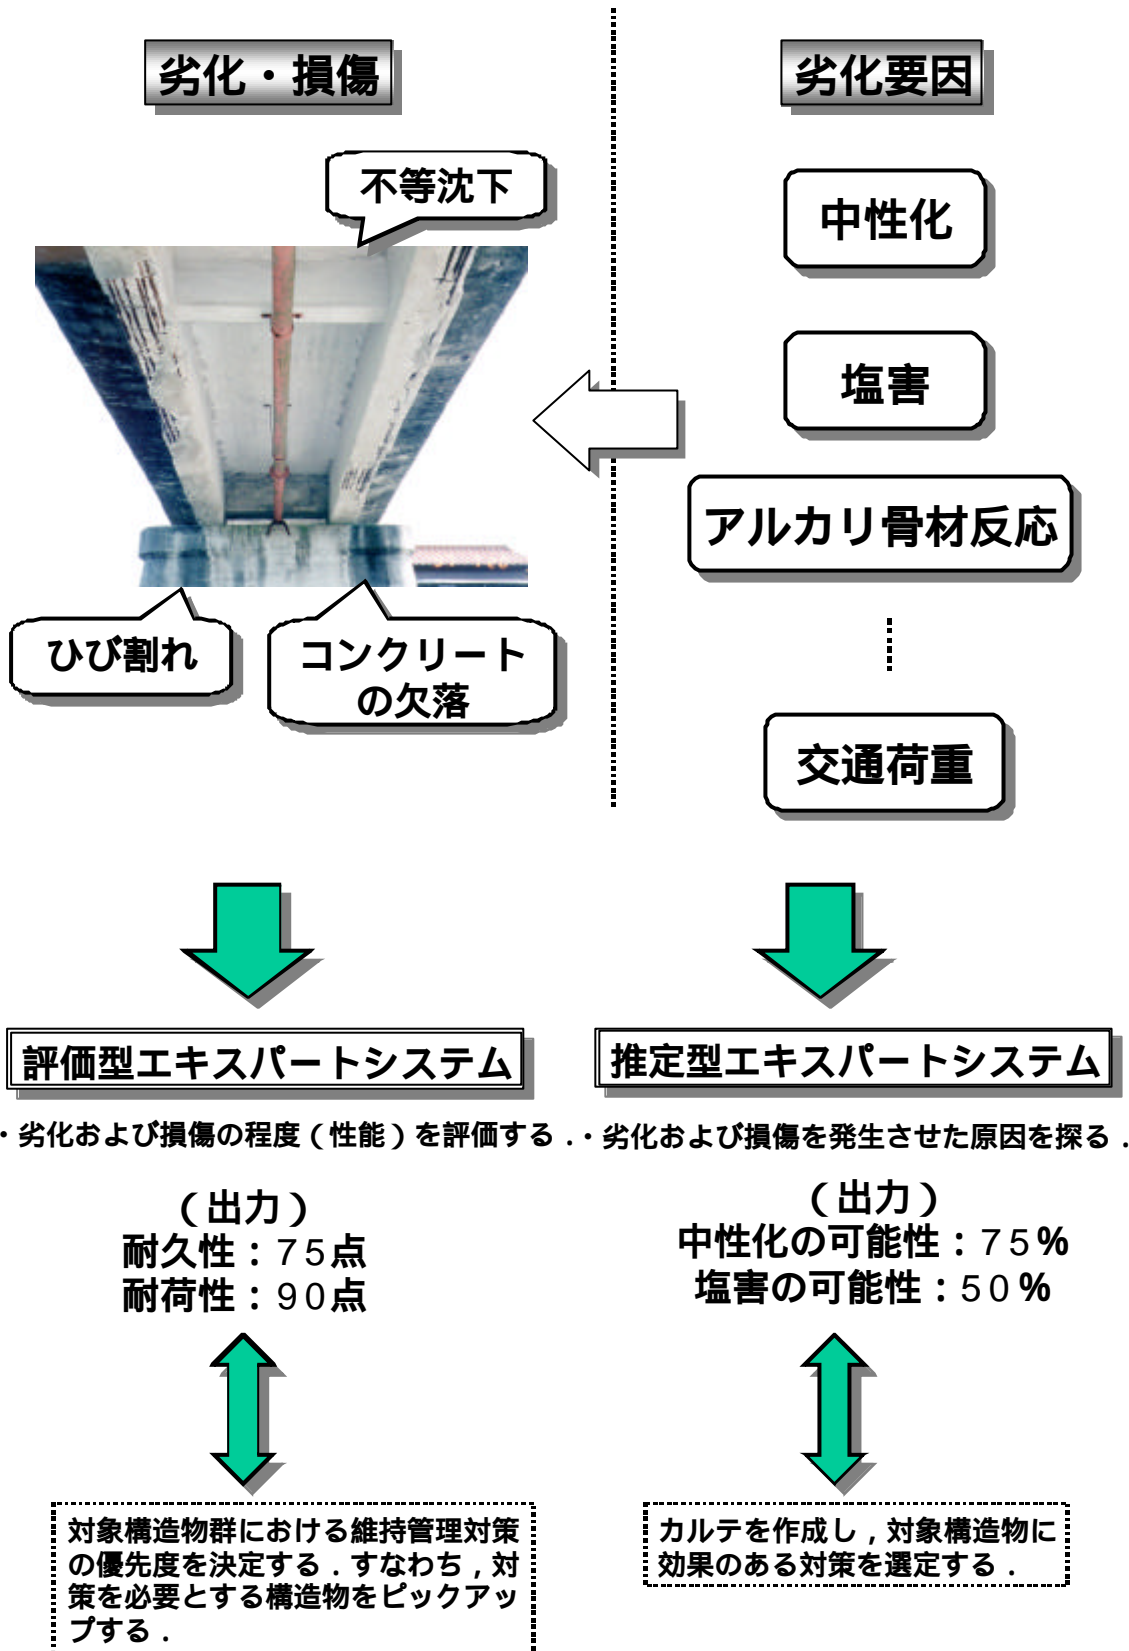 劣化・損傷
劣化要因
不等沈下
ひび割れ
コンクリート
の欠落
中性化
塩害
アルカリ骨材反応
交通荷重
評価型エキスパートシステム
・劣化および損傷の程度（性能）を評価する．
（出力）
耐久性：７５点
耐荷性：９０点
対象構造物群における維持管理対策
の優先度を決定する．すなわち，対
策を必要とする構造物をピックアッ
プする．
推定型エキスパートシステム
・劣化および損傷を発生させた原因を探る．
（出力）
中性化の可能性：７５％
塩害の可能性：５０％
カルテを作成し，対象構造物に
効果のある対策を選定する．